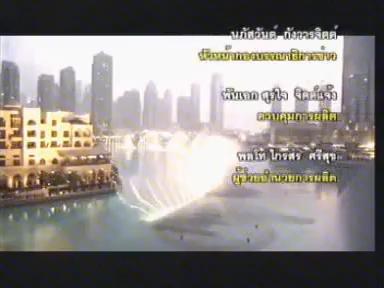 นภัสวันต์ กังวารจิตต์
หัวหน้ากองบรรณาธิการข่าว
พันเอก สุรใจ จิตต์แจ้ง
ควบคุมการผลิต
พลโท ไกรสร ศรีสุข
ผู้ช่วยอำนวยการผลิต